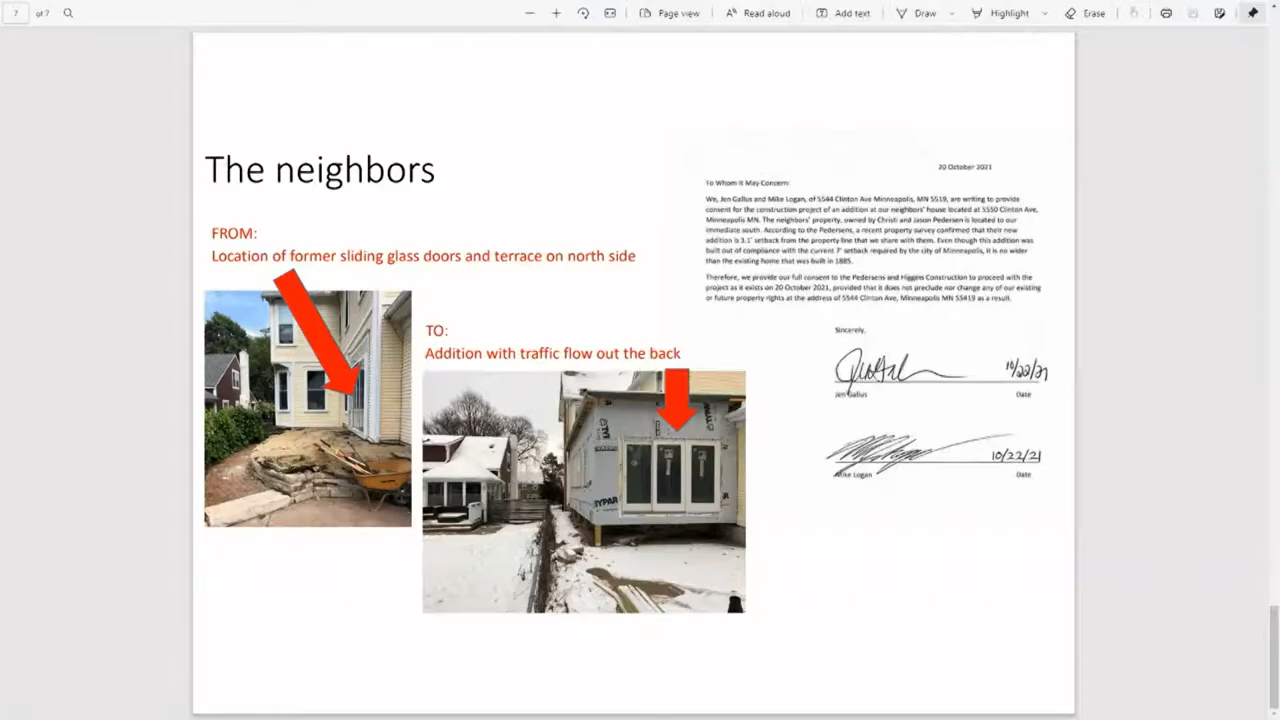 7 of 7
Page view
Read aloud
Add text
Draw
Highlight
Erase
The neighbors
FROM:
Location of former sliding glass doors and terrace on north side
TO:
Addition with traffic flow out the back
TYPAR
TYPAR
20 October 2021
To Whom It May Concern:
We, Jen Gallus and Mike Logan, of 5544 Clinton Ave Minneapolis, MN 5519, are writing to provide
consent for the construction project of an addition at our neighbors' house located at 5550 Clinton Ave,
Minneapolis MN. The neighbors' property, owned by Christi and Jason Pedersen is located to our
immediate south. According to the Pedersens, a recent property survey confirmed that their new
addition is 3.1' setback from the property line that we share with them. Even though this addition was
built out of compliance with the current 7' setback required by the city of Minneapolis, it is no wider
than the existing home that was built in 1885.
Therefore, we provide our full consent to the Pedersens and Higgins Construction to proceed with the
project as it exists on 20 October 2021, provided that it does not preclude nor change any of our existing
or future property rights at the address of 5544 Clinton Ave, Minneapolis MN 55419 as a result.
Sincerely,
10/22/21
Jen Gallus Date
10/22/21
Mike Logan Date